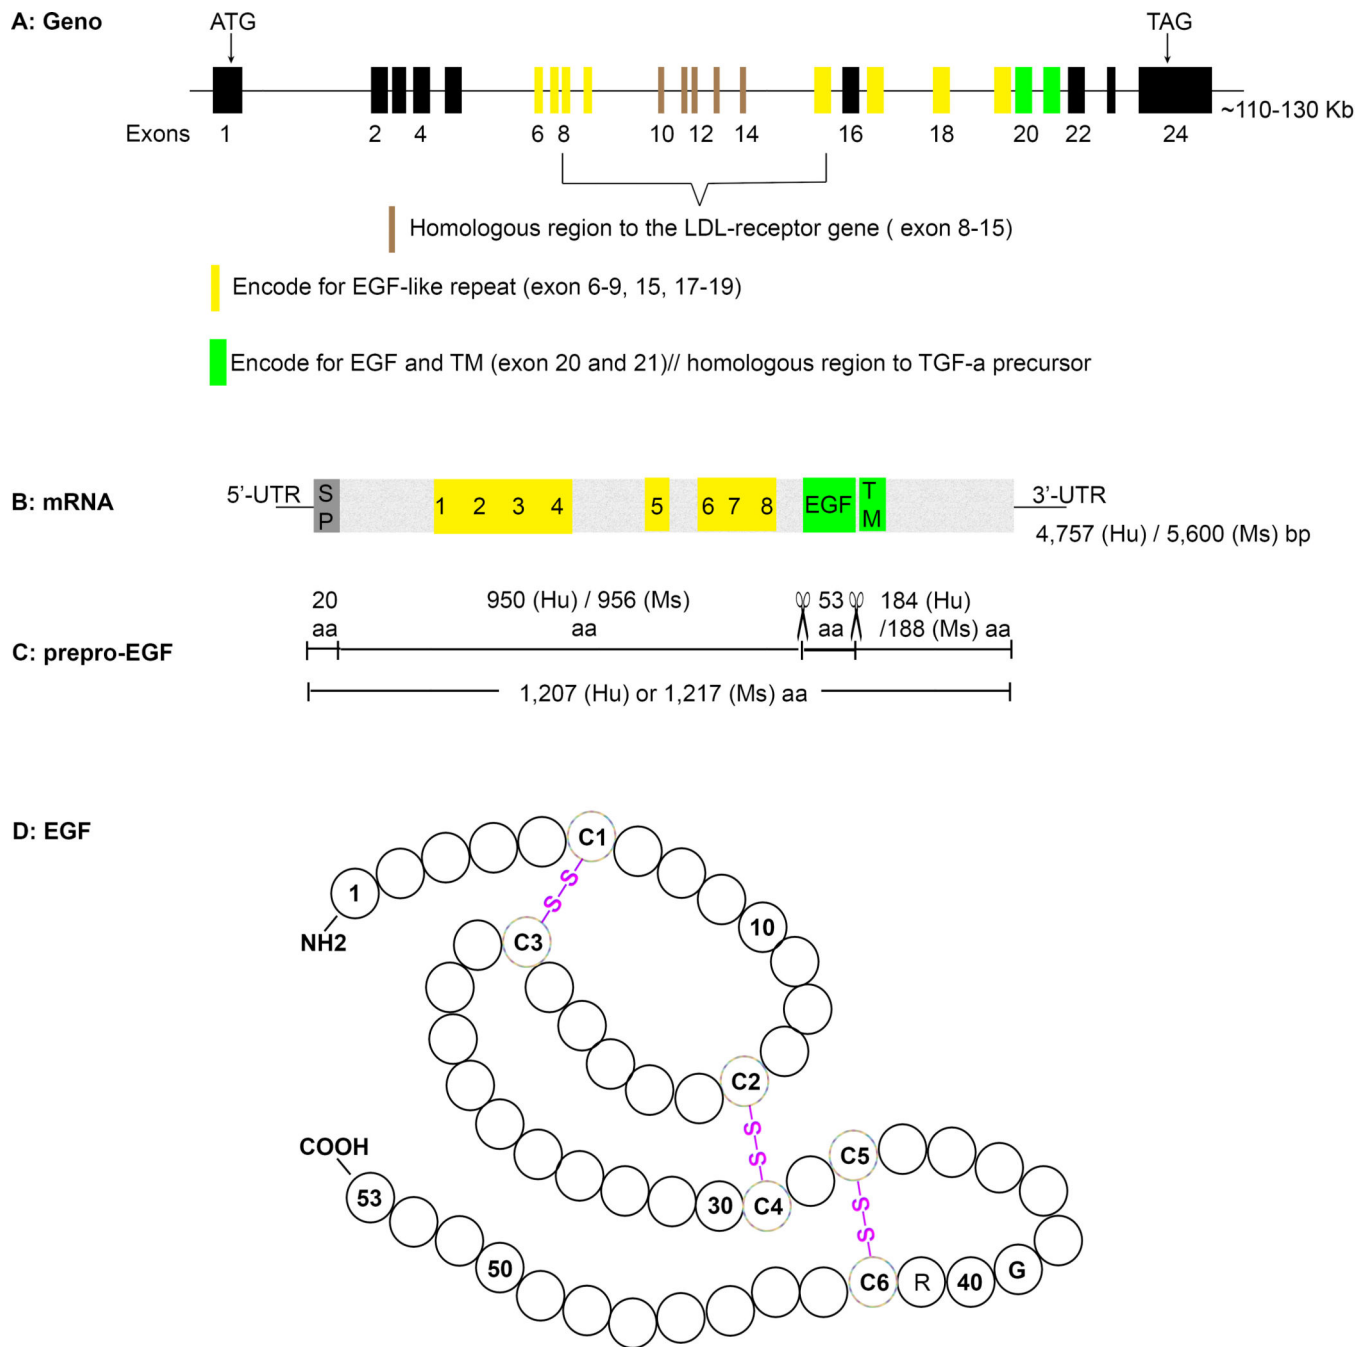 A: Geno
ATG
TAG
~110-130 Kb
Exons 1 2 4 6 8 10 12 14 16 18 20 22 24
Homologous region to the LDL-receptor gene ( exon 8-15)
Encode for EGF-like repeat (exon 6-9, 15, 17-19)
Encode for EGF and TM (exon 20 and 21)// homologous region to TGF-a precursor
B: mRNA
5'-UTR
SP
1 2 3 4 5 6 7 8 EGF
TM
3'-UTR
4,757 (Hu) / 5,600 (Ms) bp
C: prepro-EGF
20
aa
950 (Hu) / 956 (Ms)
aa
53
aa
184 (Hu)
/188 (Ms) aa
1,207 (Hu) or 1,217 (Ms) aa
D: EGF
NH2
1
C1
S
S
C3
10
C2
S
S
30
C4
C5
S
S
C6
R
40
G
50
53
COOH